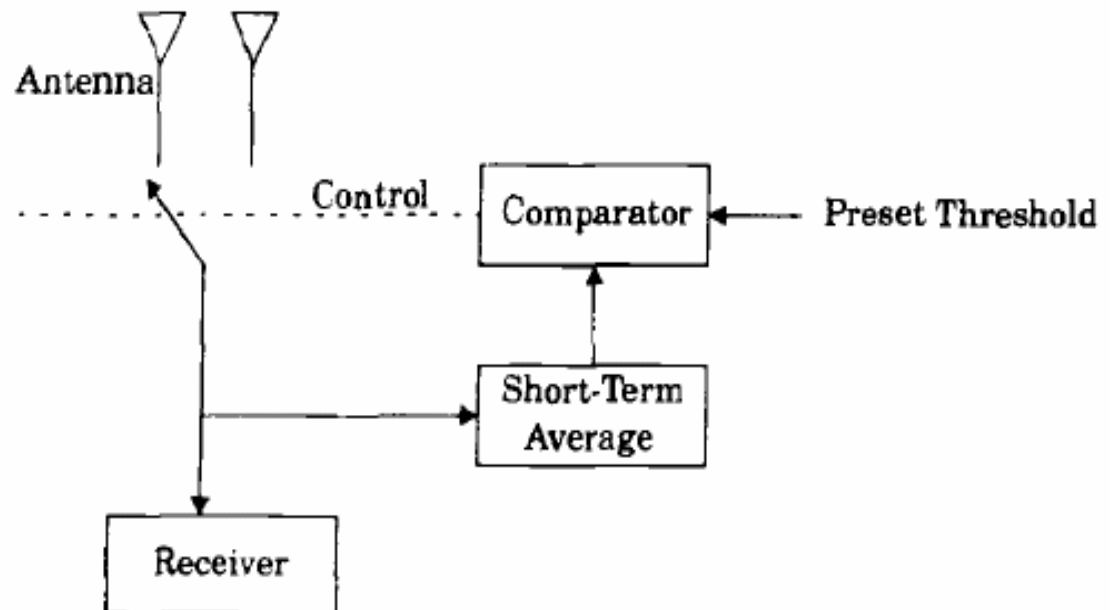 Antenna
Control
Comparator
Preset Threshold
Short-Term
Average
Receiver